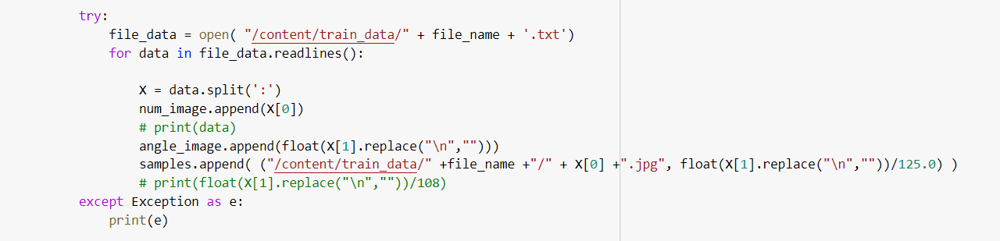 try:
file_data = open( "/content/train_data/" + file_name + '.txt')
for data in file_data.readlines():
X = data.split(':')
num_image.append(X[0])
# print(data)
angle_image.append(float(X[1].replace("\n","")))
samples.append( ("/content/train_data/" +file_name +"/" + X[0] +".jpg", float(X[1].replace("\n",""))/125.0) )
# print(float(X[1].replace("\n",""))/108)
except Exception as e:
print(e)